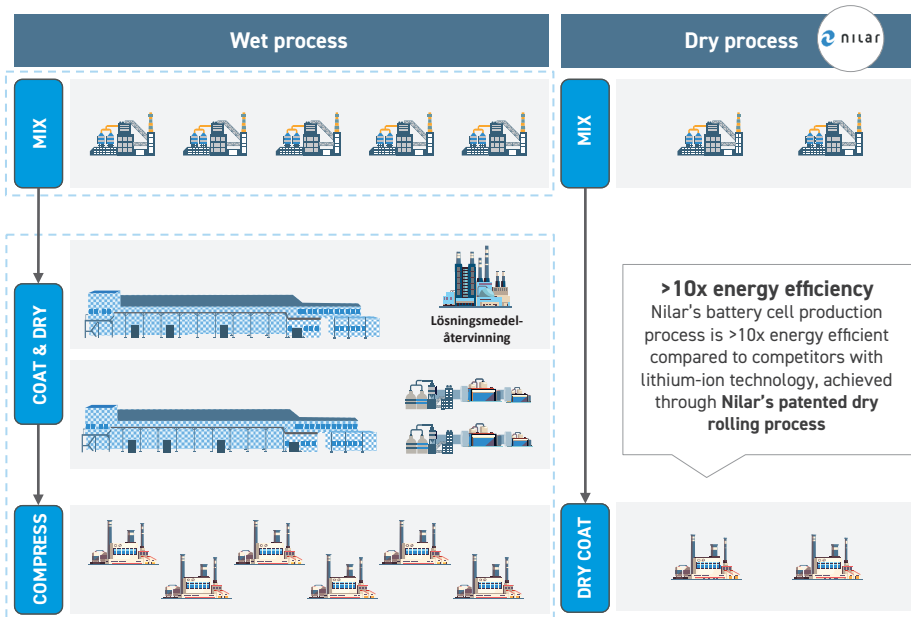 Wet process
Dry process
nilar
MIX
MIX
COAT & DRY
Lösningsmedel-
återvinning
>10x energy efficiency
Nilar's battery cell production
process is >10x energy efficient
compared to competitors with
lithium-ion technology, achieved
through Nilar's patented dry
rolling process
COMPRESS
DRY COAT